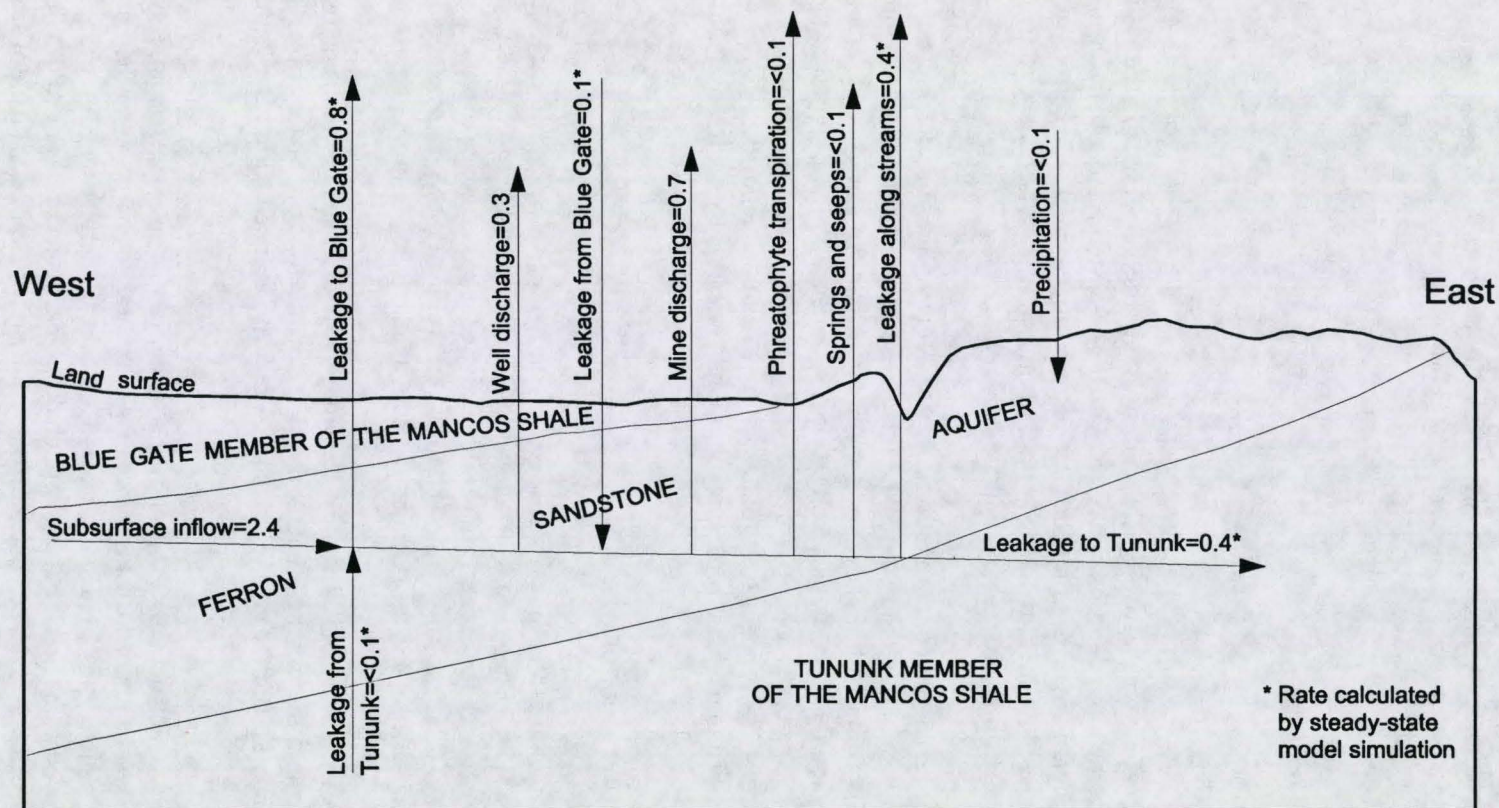 Leakage to Blue Gate=0.8*
Well discharge=0.3
Leakage from Blue Gate=0.1*
Mine discharge=0.7
Phreatophyte transpiration=<0.1
Springs and seeps=<0.1
Leakage along streams=0.4*
Precipitation=<0.1
West
East
Land surface
BLUE GATE MEMBER OF THE MANCOS SHALE
AQUIFER
SANDSTONE
Subsurface inflow=2.4
Leakage to Tununk=0.4*
FERRON
Leakage from
Tununk=<0.1*
TUNUNK MEMBER
OF THE MANCOS SHALE
* Rate calculated
by steady-state
model simulation